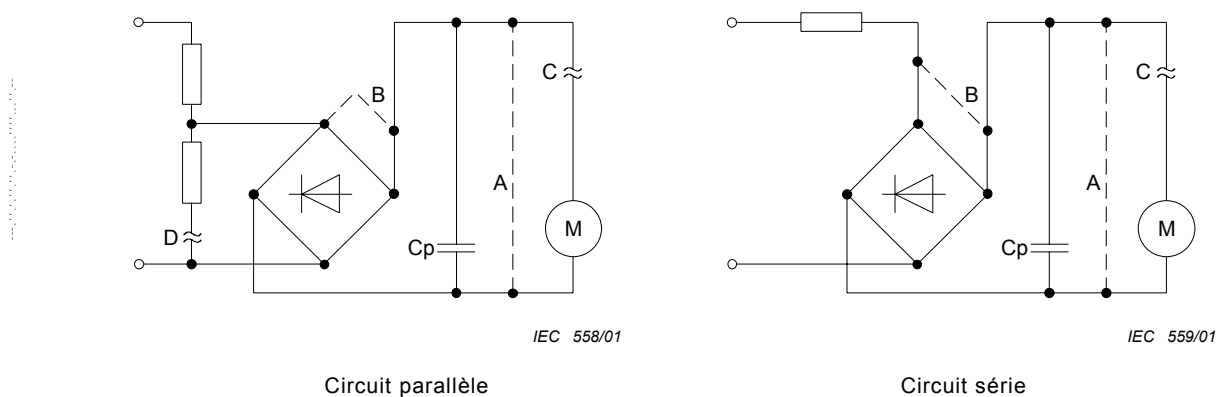 C
B
A
D
M
Cp
IEC 558/01
Circuit parallèle
C
B
A
M
Cp
IEC 559/01
Circuit série